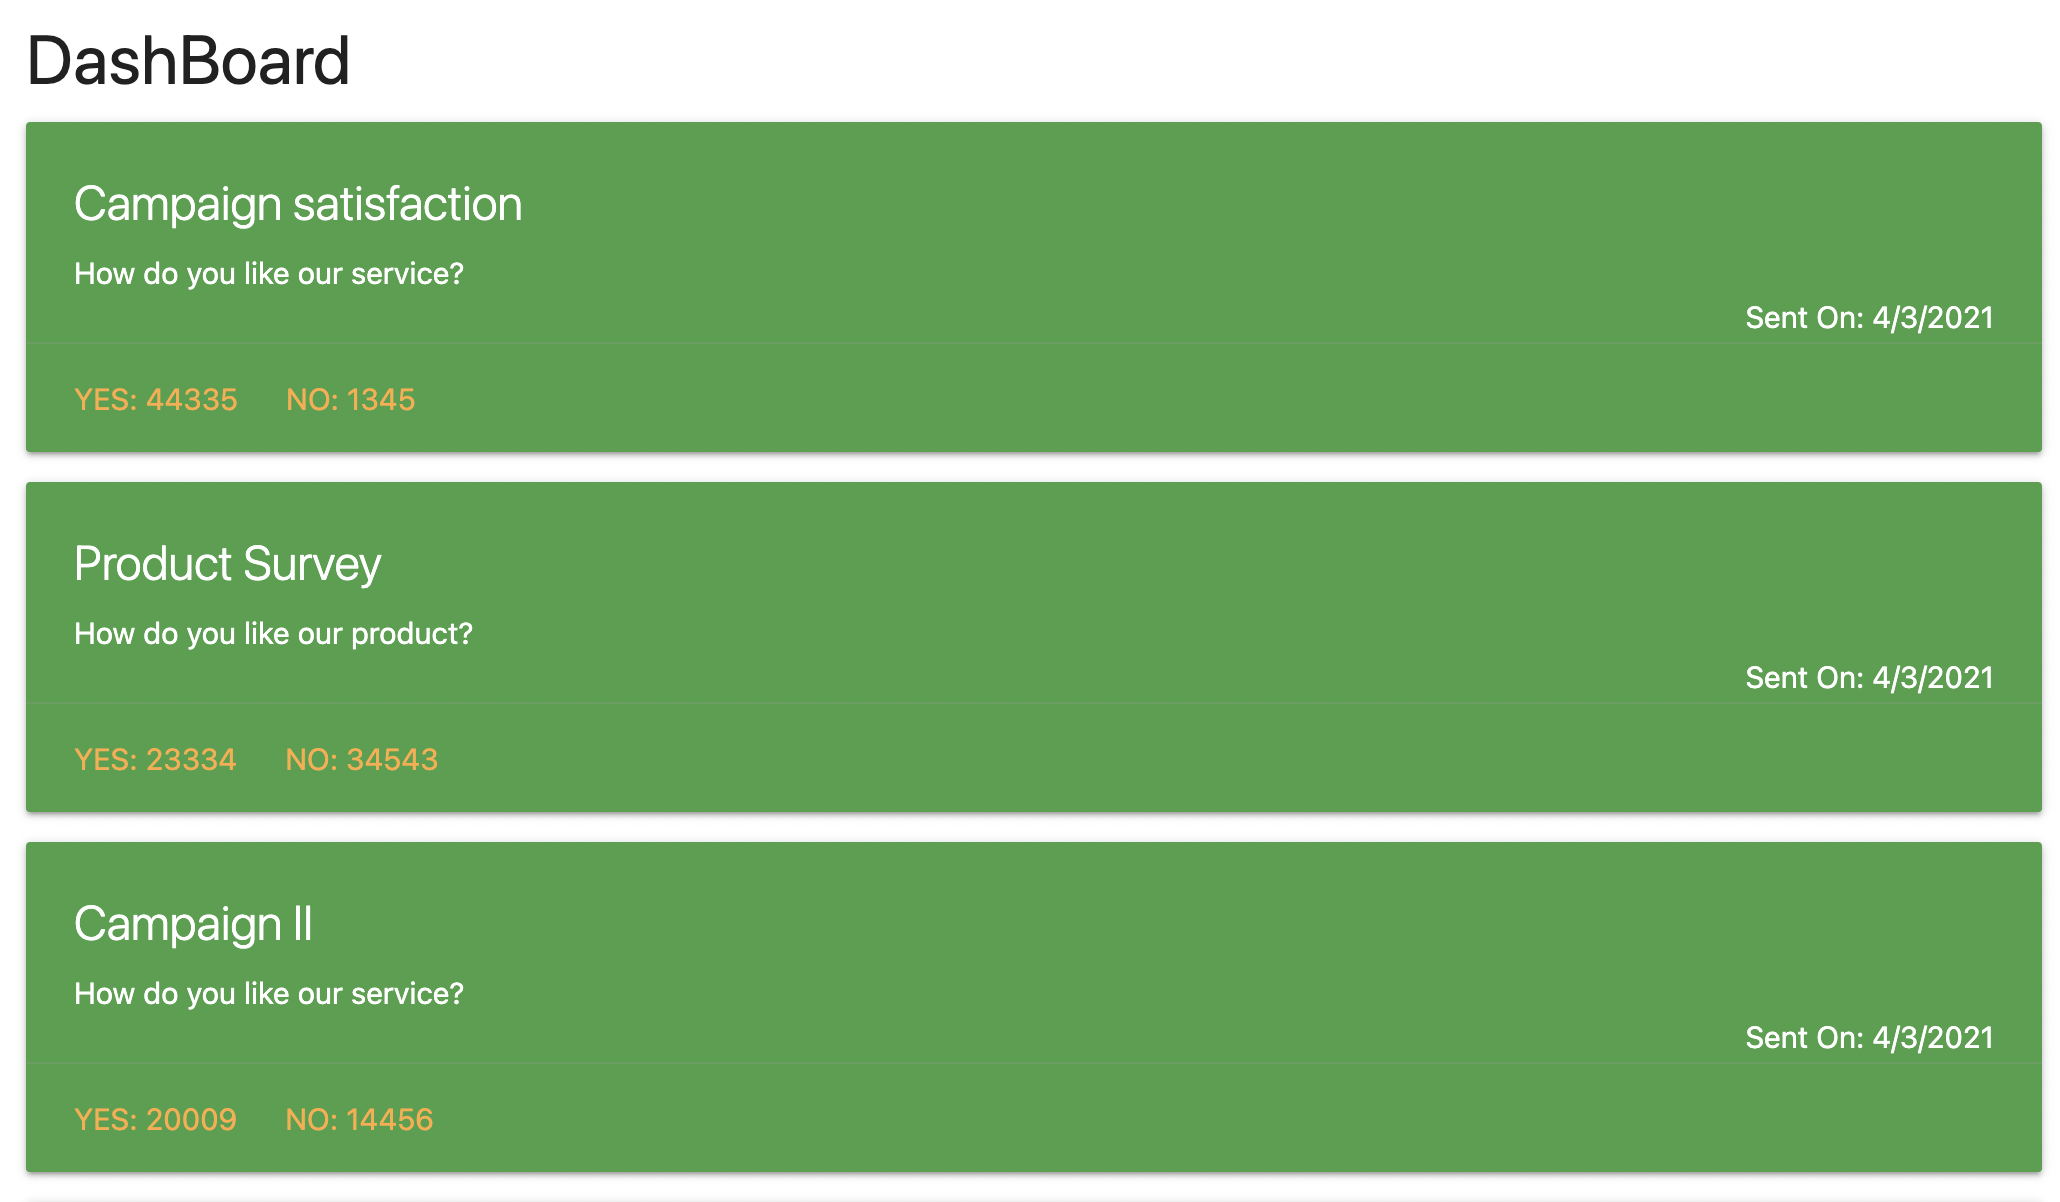 DashBoard
Campaign satisfaction
How do you like our service?
Sent On: 4/3/2021
YES: 44335 NO: 1345
Product Survey
How do you like our product?
Sent On: 4/3/2021
YES: 23334 NO: 34543
Campaign II
How do you like our service?
Sent On: 4/3/2021
YES: 20009 NO: 14456